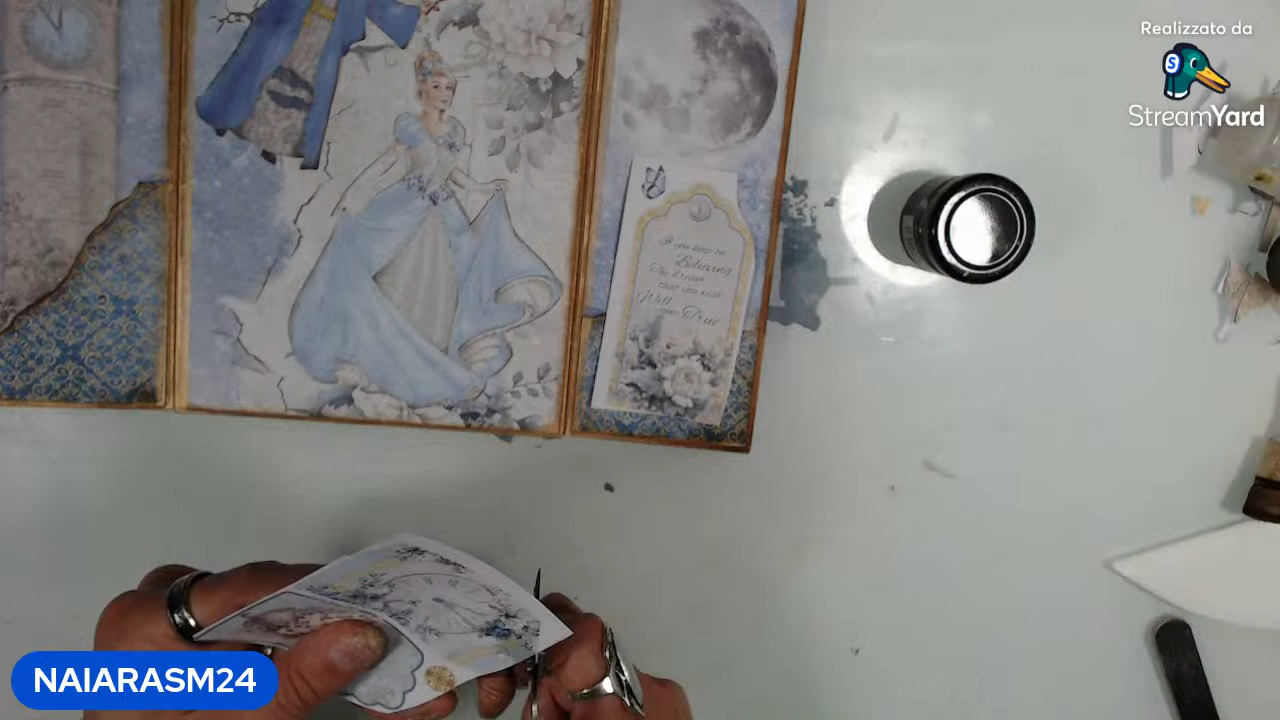 Realizzato da
StreamYard
If you keep on
Believing
The dream
that you wish
Will
come True
NAIARASM24